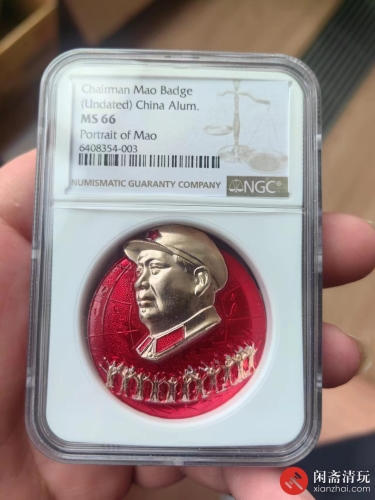 Chairman Mao Badge
(Undated) China Alum.
MS 66
Portrait of Mao
6408354-003
NUMISMATIC GUARANTY COMPANY
NGC
闲斋清玩
xianzhai.com